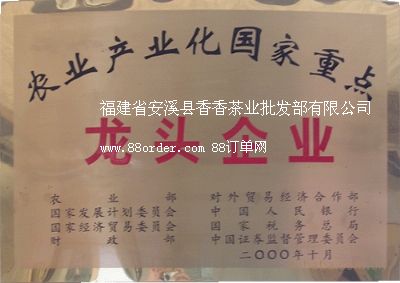 农业产业化国家重点
福建省安溪县香香茶业批发部有限公司
龙头企业
www.88order.com 88订单网
农业部 对外贸易经济合作部
国家发展计划委员会 中国人民银行
国家经济贸易委员会 国家税务总局
财政部 中国证券监督管理委员会
二〇〇〇年十月